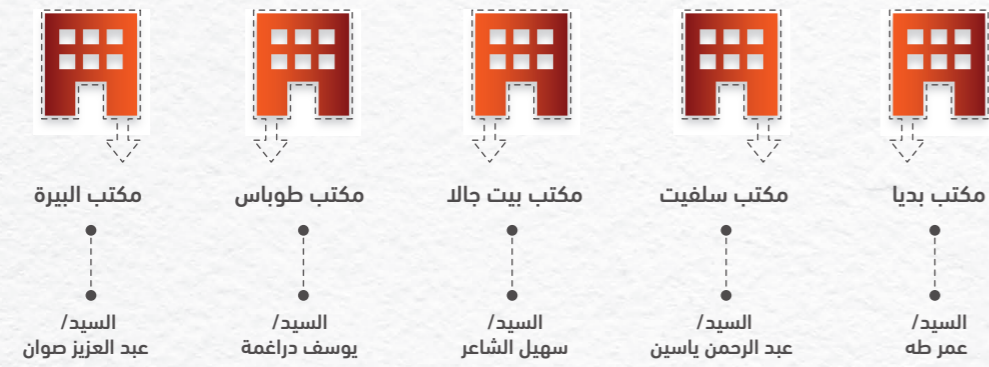 مكتب بديا
مكتب سلفيت
مكتب بيت جالا
مكتب طوباس
مكتب البيرة
السيد/
عمر طه
السيد/
عبد الرحمن ياسين
السيد/
سهيل الشاعر
السيد/
يوسف دراغمة
السيد/
عبد العزيز صوان